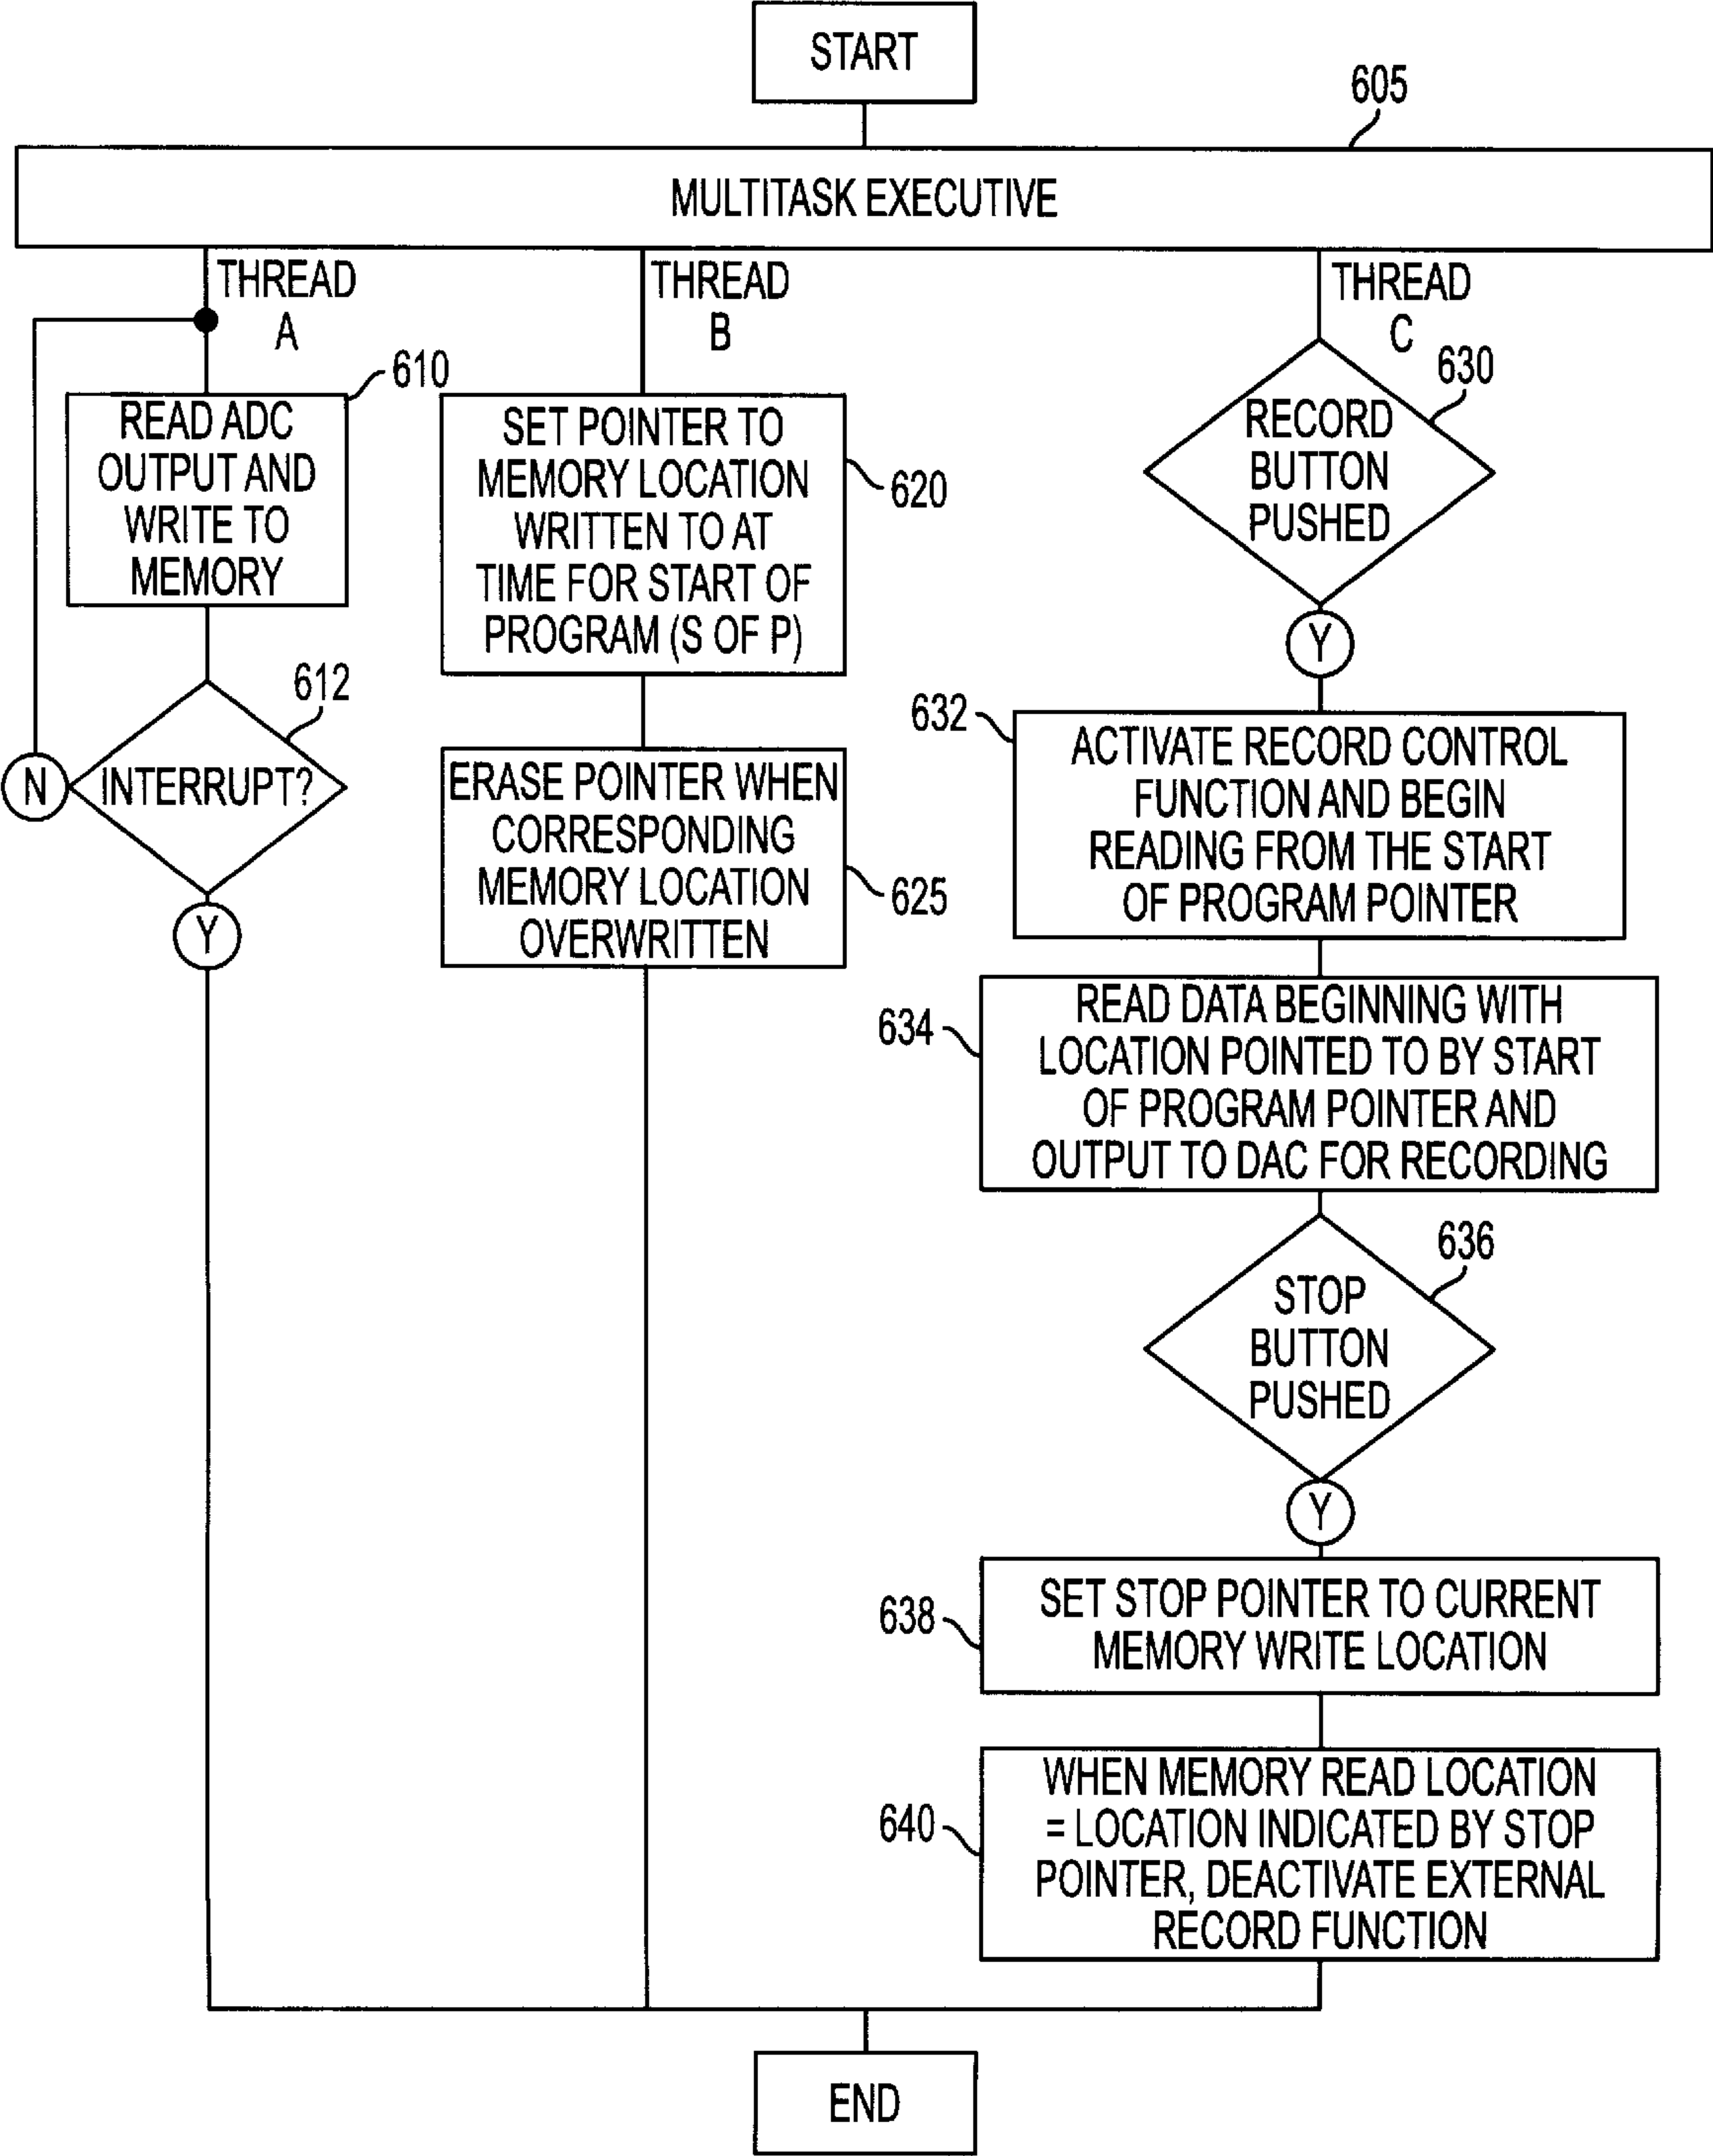 START
605
MULTITASK EXECUTIVE
THREAD
A
610
READ ADC
OUTPUT AND
WRITE TO
MEMORY
612
INTERRUPT?
N
Y
THREAD
B
SET POINTER TO
MEMORY LOCATION
WRITTEN TO AT
TIME FOR START OF
PROGRAM (S OF P)
620
ERASE POINTER WHEN
CORRESPONDING
MEMORY LOCATION
OVERWRITTEN
625
THREAD
C
630
RECORD
BUTTON
PUSHED
Y
632
ACTIVATE RECORD CONTROL
FUNCTION AND BEGIN
READING FROM THE START
OF PROGRAM POINTER
634
READ DATA BEGINNING WITH
LOCATION POINTED TO BY START
OF PROGRAM POINTER AND
OUTPUT TO DAC FOR RECORDING
636
STOP
BUTTON
PUSHED
Y
638
SET STOP POINTER TO CURRENT
MEMORY WRITE LOCATION
640
WHEN MEMORY READ LOCATION
= LOCATION INDICATED BY STOP
POINTER, DEACTIVATE EXTERNAL
RECORD FUNCTION
END